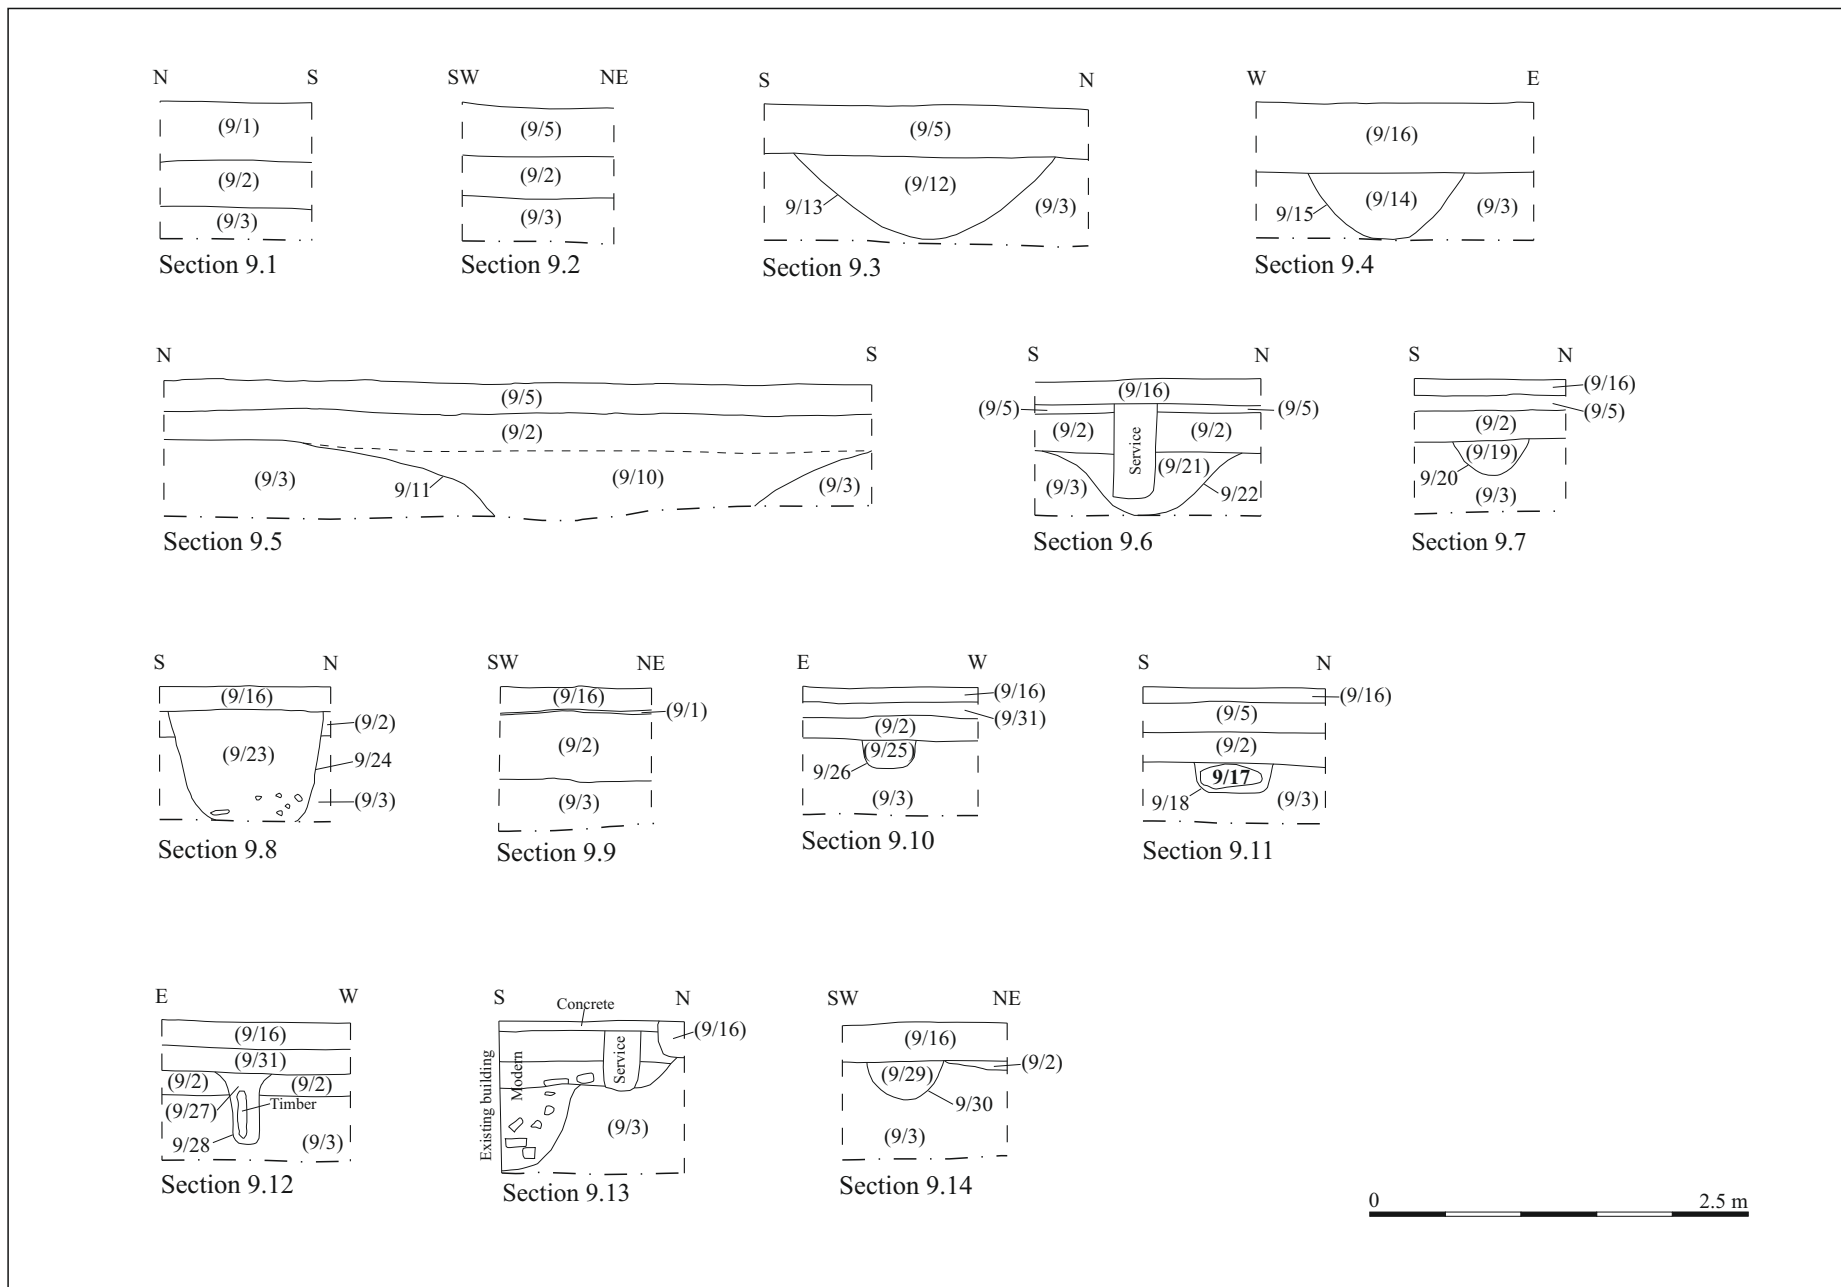 N S SW NE S N W E
(9/1) (9/5) (9/5) (9/16)
(9/2) (9/2) (9/12) (9/14)
(9/3) (9/3) 9/13 (9/3) 9/15 (9/3)
Section 9.1 Section 9.2 Section 9.3 Section 9.4
N S
(9/5)
(9/2)
(9/3) 9/11 (9/10) (9/3)
Section 9.5
S N
(9/16)
(9/5) (9/5)
(9/2) Service (9/2)
(9/21)
(9/3) 9/22
Section 9.6
S N
(9/16)
(9/5)
(9/2)
(9/19)
9/20
(9/3)
Section 9.7
S N
(9/16)
(9/2)
(9/23) 9/24
(9/3)
Section 9.8
SW NE
(9/16)
(9/1)
(9/2)
(9/3)
Section 9.9
E W
(9/16)
(9/31)
(9/2)
(9/25)
9/26
(9/3)
Section 9.10
S N
(9/16)
(9/5)
(9/2)
9/17
9/18 (9/3)
Section 9.11
E W
(9/16)
(9/31)
(9/2) (9/2)
(9/27) Timber
9/28 (9/3)
Section 9.12
S N
Concrete
(9/16)
Existing building
Modern
Service
(9/3)
Section 9.13
SW NE
(9/16)
(9/2)
(9/29)
9/30
(9/3)
Section 9.14
0 2.5 m